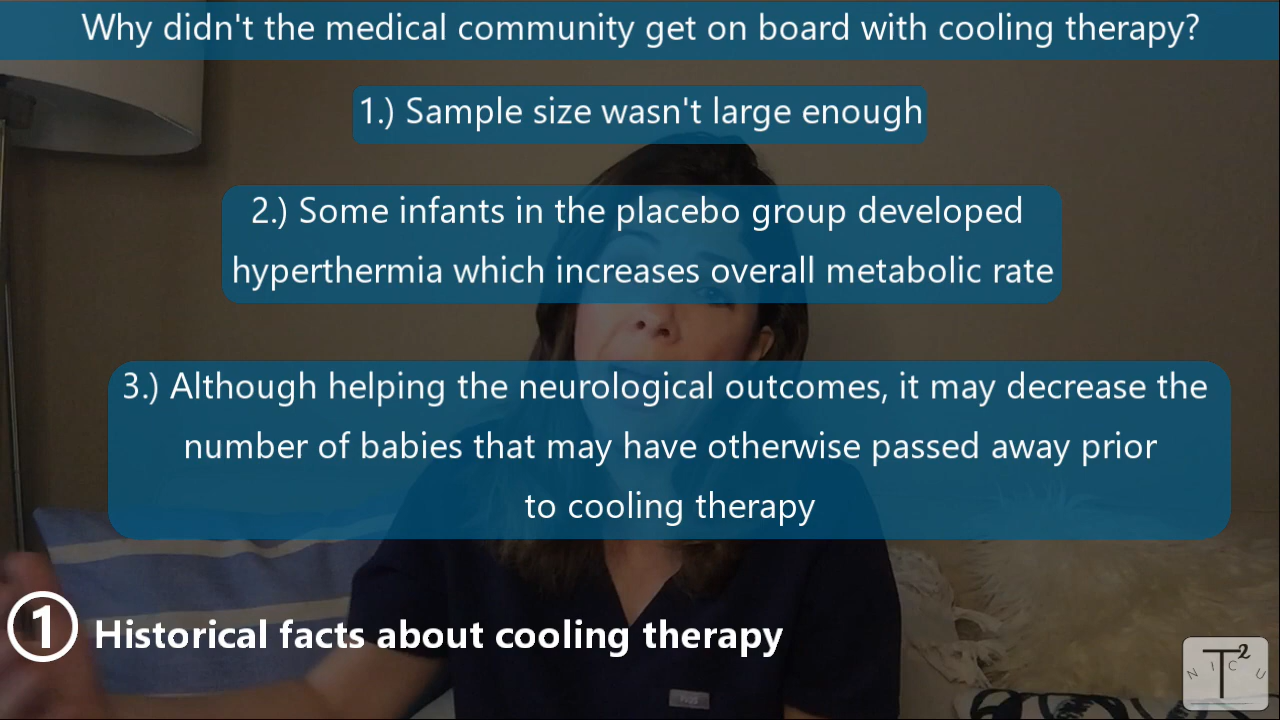 Why didn't the medical community get on board with cooling therapy?
1.) Sample size wasn't large enough
2.) Some infants in the placebo group developed
hyperthermia which increases overall metabolic rate
3.) Although helping the neurological outcomes, it may decrease the
number of babies that may have otherwise passed away prior
to cooling therapy
1 Historical facts about cooling therapy
T2
NICU